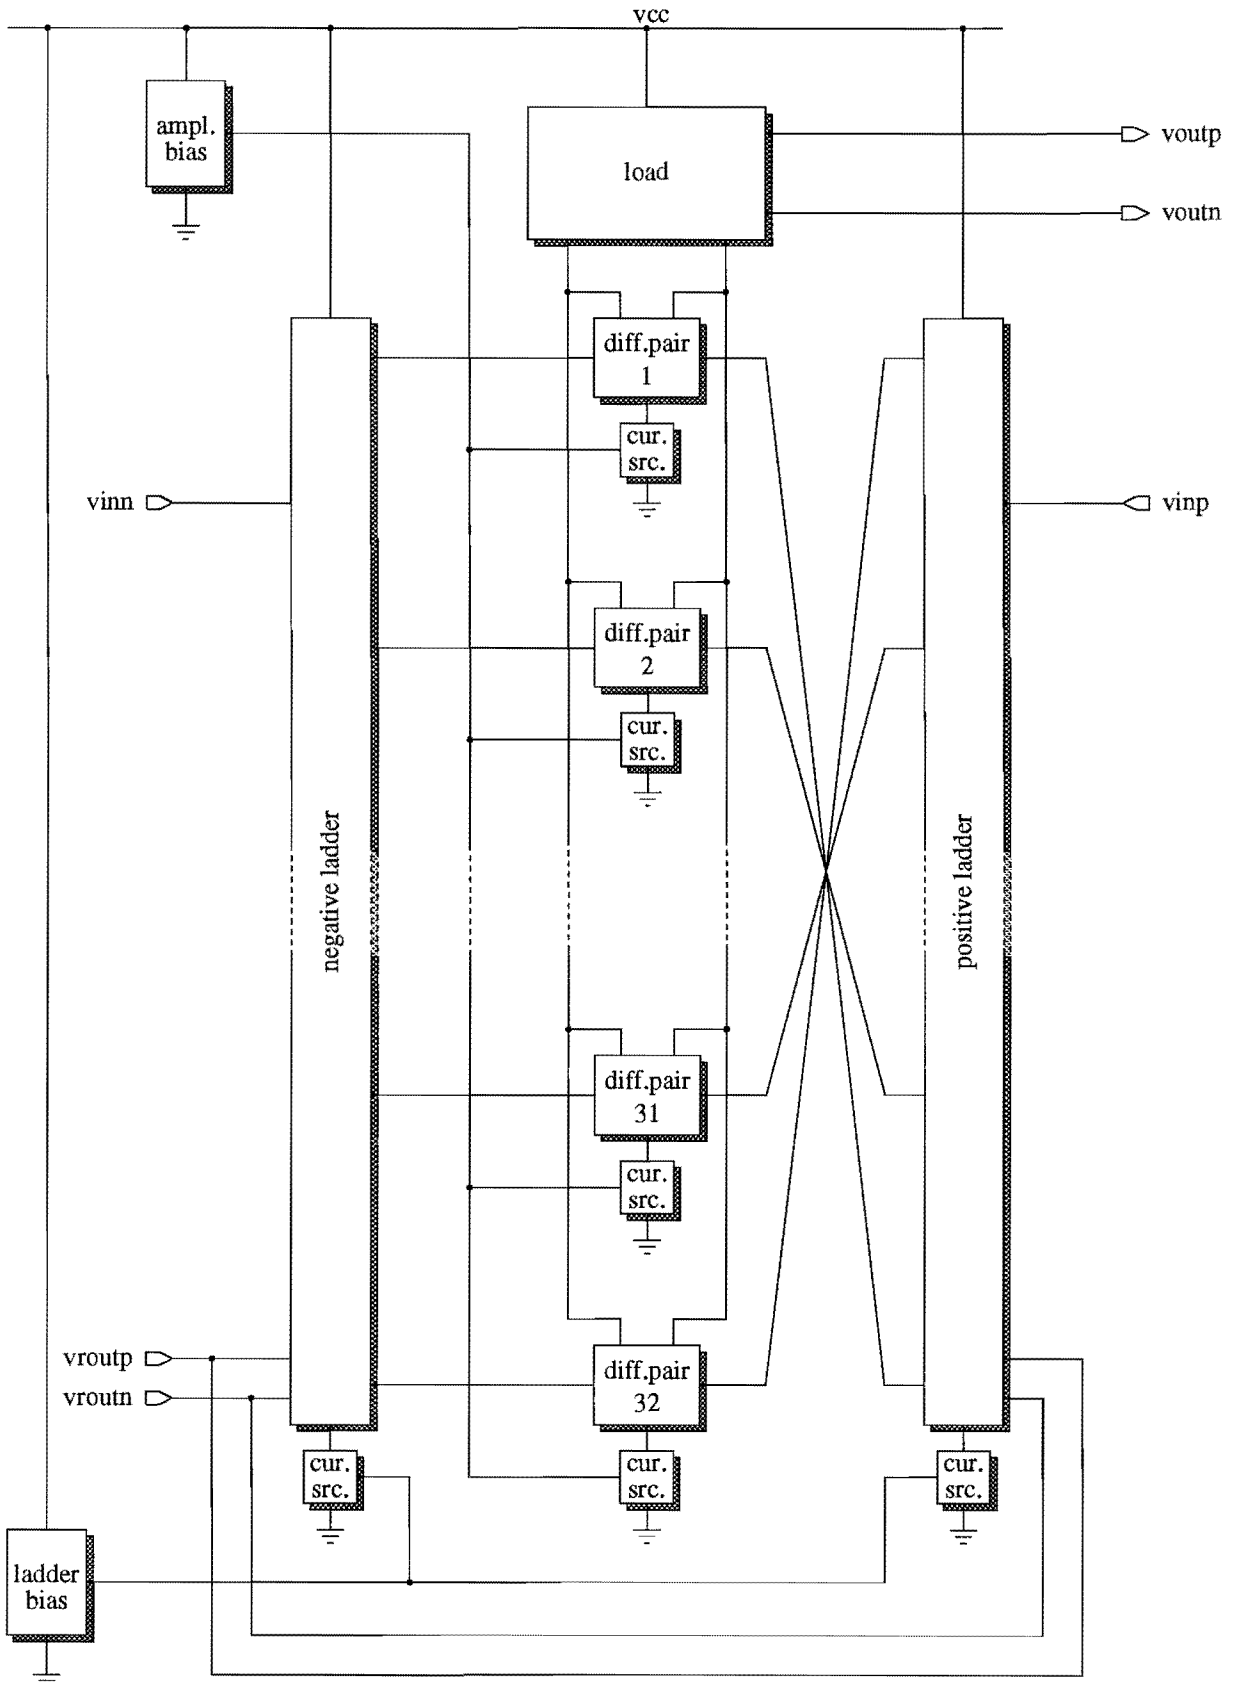 vcc
ampl.
bias
load
voutp
voutn
diff.pair
1
cur.
src.
vinn
vinp
diff.pair
2
cur.
src.
negative ladder
positive ladder
diff.pair
31
cur.
src.
vroutp
vroutn
diff.pair
32
cur.
src.
cur.
src.
cur.
src.
ladder
bias